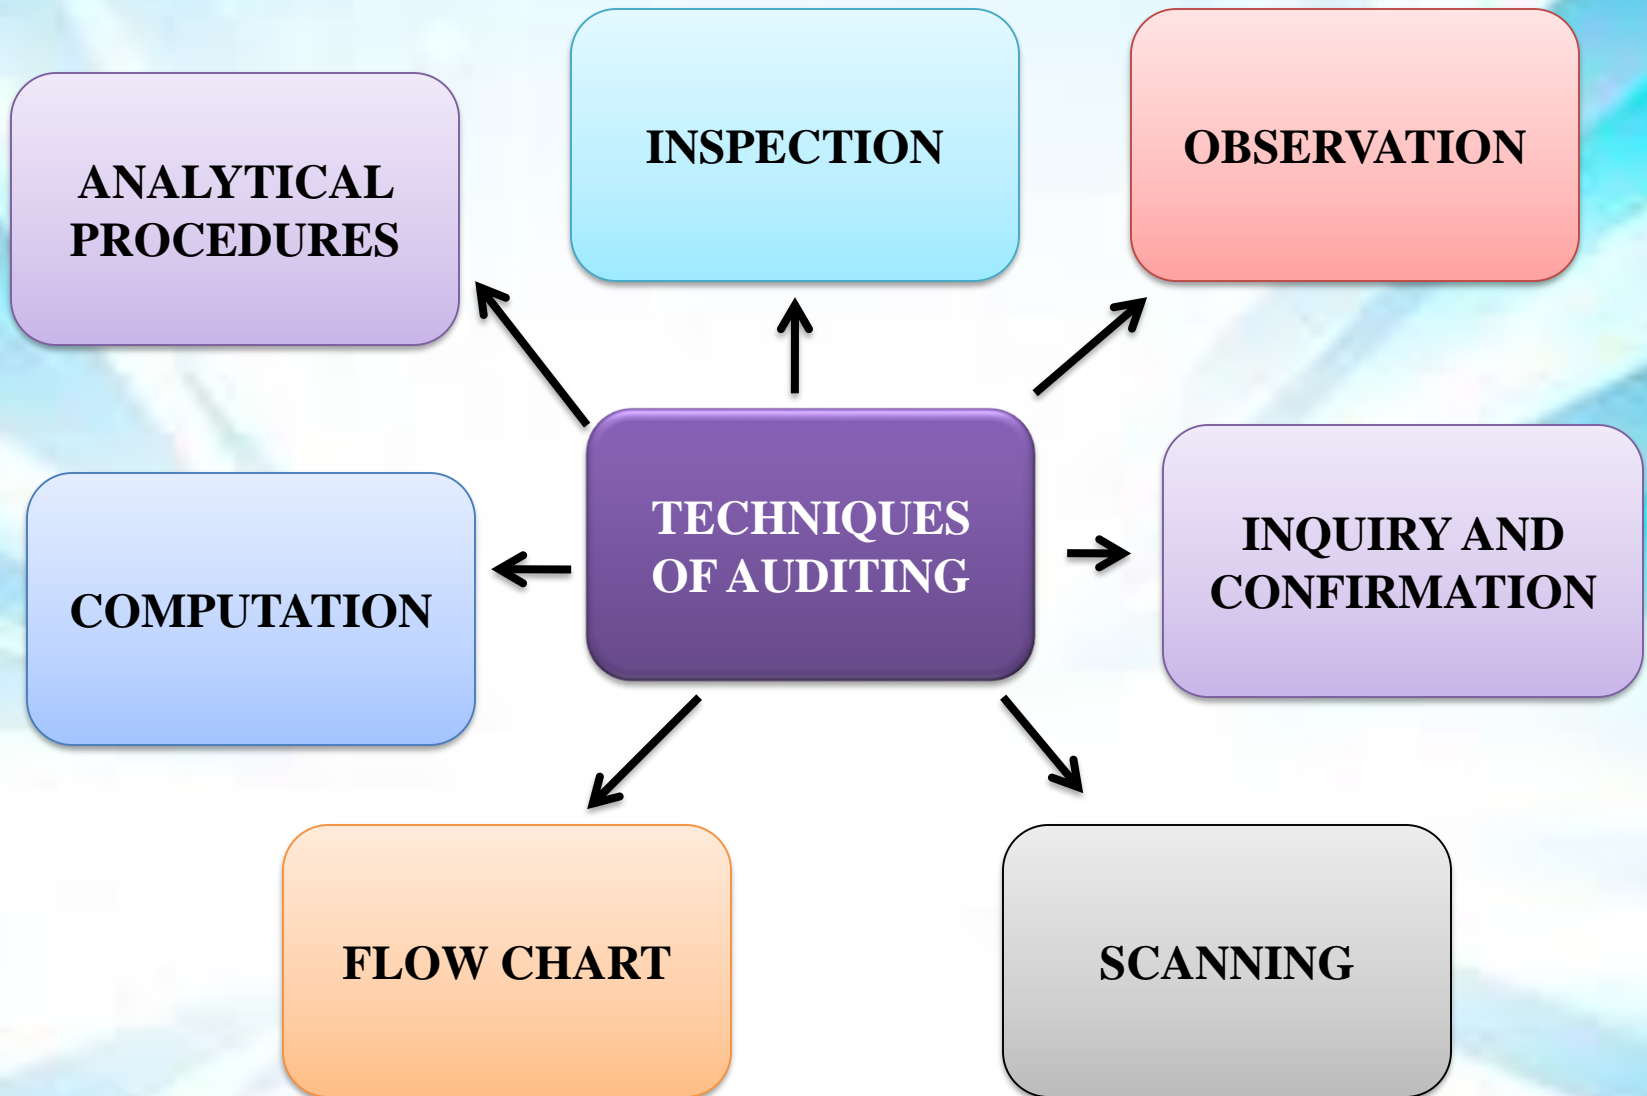 INSPECTION
OBSERVATION
ANALYTICAL
PROCEDURES
TECHNIQUES
OF AUDITING
INQUIRY AND
CONFIRMATION
COMPUTATION
FLOW CHART
SCANNING